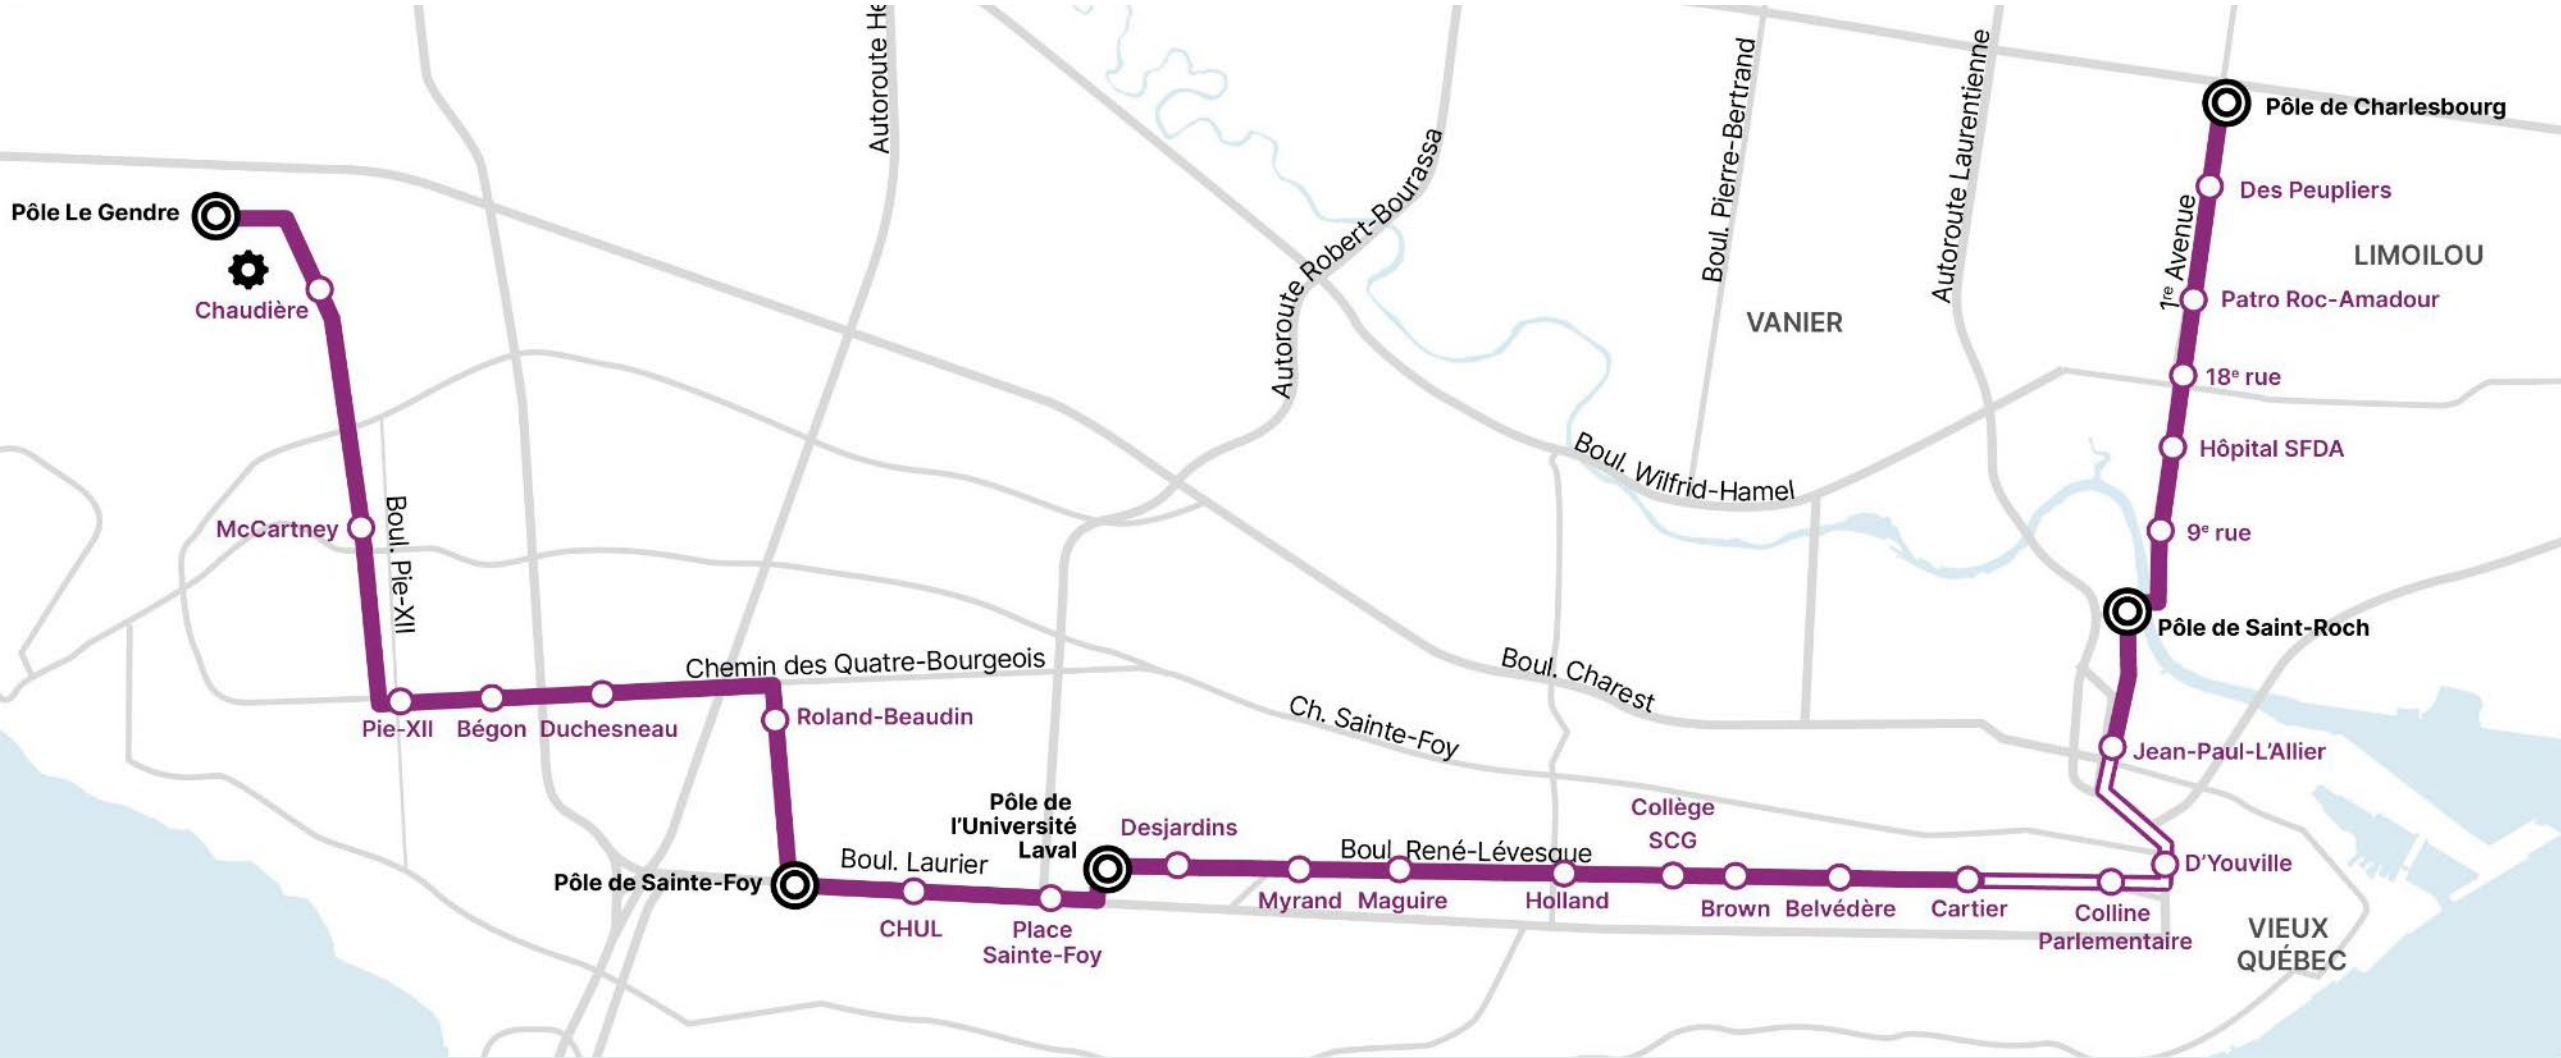 Autoroute He
Boul. Pierre-Bertrand
Autoroute Laurentienne
Pôle de Charlesbourg
Autoroute Robert-Bourassa
Des Peupliers
Pôle Le Gendre
1re Avenue
LIMOILOU
Chaudière
Patro Roc-Amadour
VANIER
18e rue
Hôpital SFDA
Boul. Wilfrid-Hamel
McCartney
Boul. Pie-XII
9e rue
Pôle de Saint-Roch
Chemin des Quatre-Bourgeois
Boul. Charest
Ch. Sainte-Foy
Pie-XII
Bégon
Duchesneau
Roland-Beaudin
Jean-Paul-L'Allier
Pôle de
l'Université
Laval
Desjardins
Collège
SCG
Boul. René-Lévesque
Boul. Laurier
D'Youville
Pôle de Sainte-Foy
CHUL
Place
Sainte-Foy
Myrand
Maguire
Holland
Brown
Belvédère
Cartier
Colline
Parlementaire
VIEUX
QUÉBEC